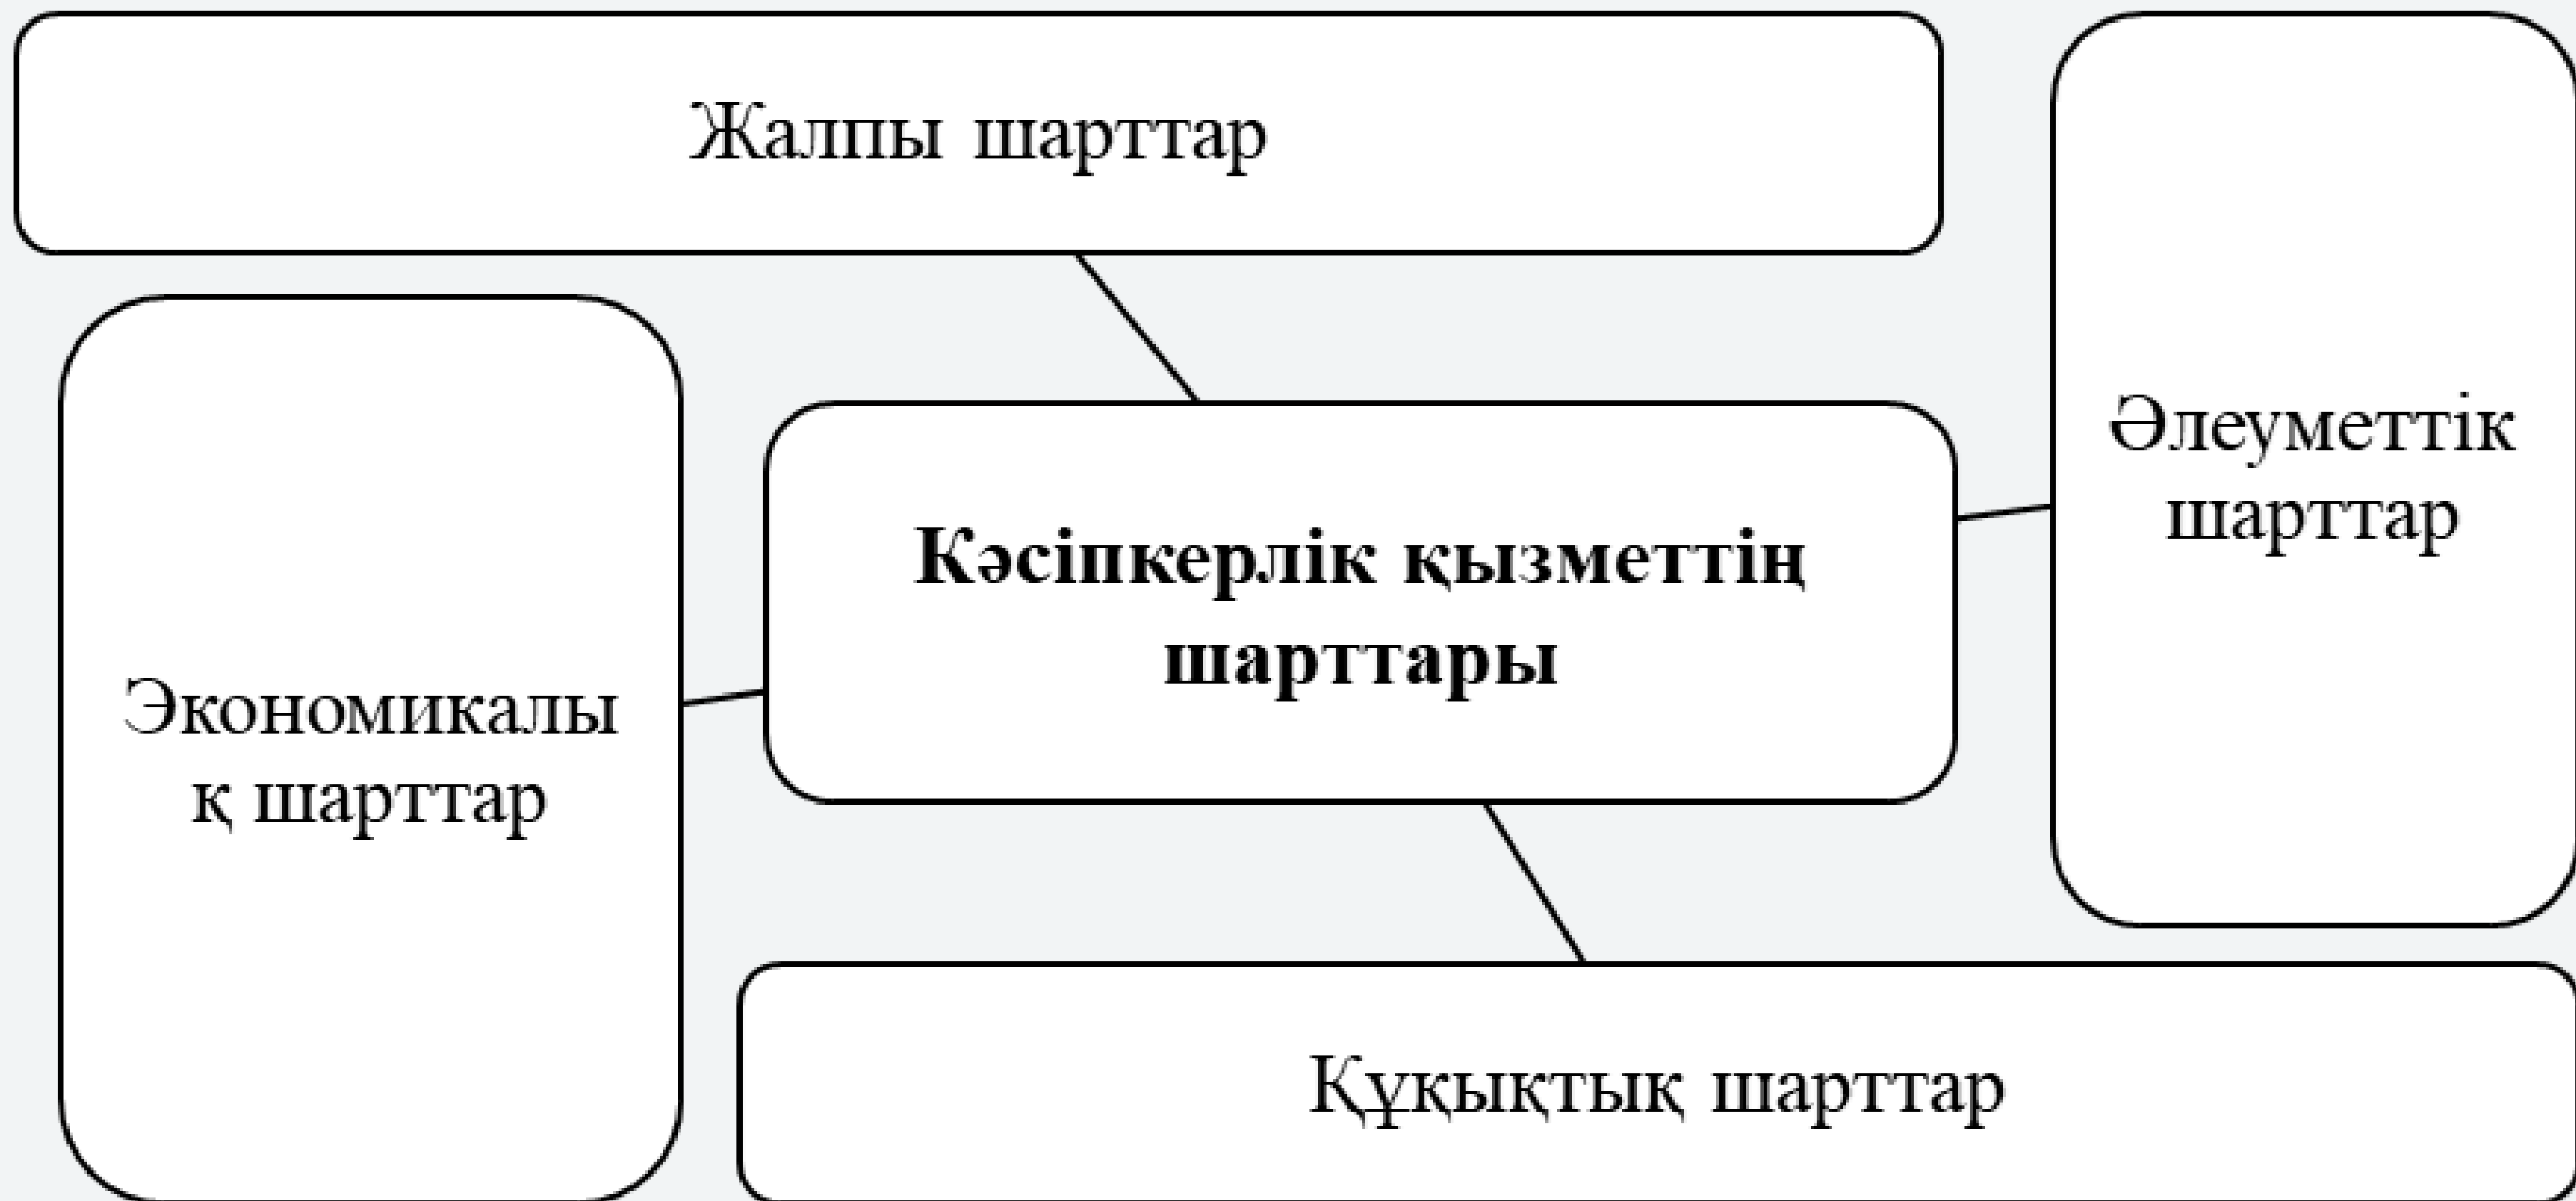 Жалпы шарттар
Әлеуметтік
шарттар
Кәсіпкерлік қызметтің
шарттары
Экономикалы
қ шарттар
Құқықтық шарттар